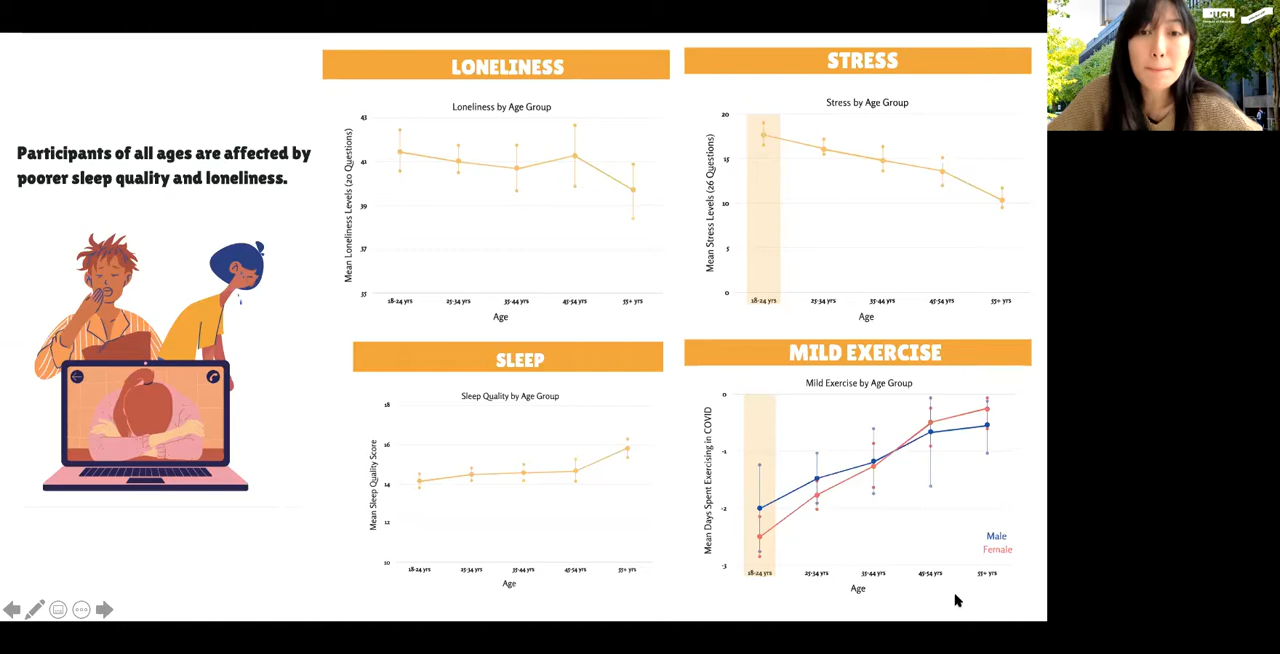 Participants of all ages are affected by
poorer sleep quality and loneliness.
LONELINESS
Loneliness by Age Group
Mean Loneliness Levels (20 Questions)
43
41
39
37
35
18-24 yrs
25-34 yrs
35-44 yrs
45-54 yrs
55+ yrs
Age
STRESS
Stress by Age Group
Mean Stress Levels (26 Questions)
20
15
10
5
0
18-24 yrs
25-34 yrs
35-44 yrs
45-54 yrs
55+ yrs
Age
SLEEP
Sleep Quality by Age Group
Mean Sleep Quality Score
18
16
14
12
10
18-24 yrs
25-34 yrs
35-44 yrs
45-54 yrs
55+ yrs
Age
MILD EXERCISE
Mild Exercise by Age Group
Mean Days Spent Exercising in COVID
0
-1
-2
-3
Male
Female
18-24 yrs
25-34 yrs
35-44 yrs
45-54 yrs
55+ yrs
Age
UCL